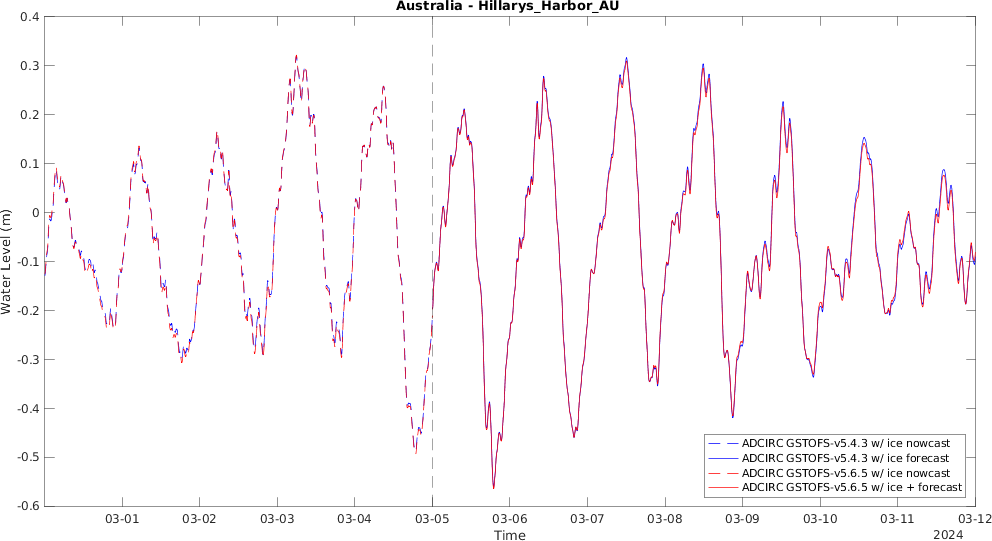 Australia - Hillarys_Harbor_AU
Water Level (m)
0.4
0.3
0.2
0.1
0
-0.1
-0.2
-0.3
-0.4
-0.5
-0.6
ADCIRC GSTOFS-v5.4.3 w/ ice nowcast
ADCIRC GSTOFS-v5.4.3 w/ ice forecast
ADCIRC GSTOFS-v5.6.5 w/ ice nowcast
ADCIRC GSTOFS-v5.6.5 w/ ice + forecast
03-01 03-02 03-03 03-04 03-05 03-06 03-07 03-08 03-09 03-10 03-11 03-12
Time
2024